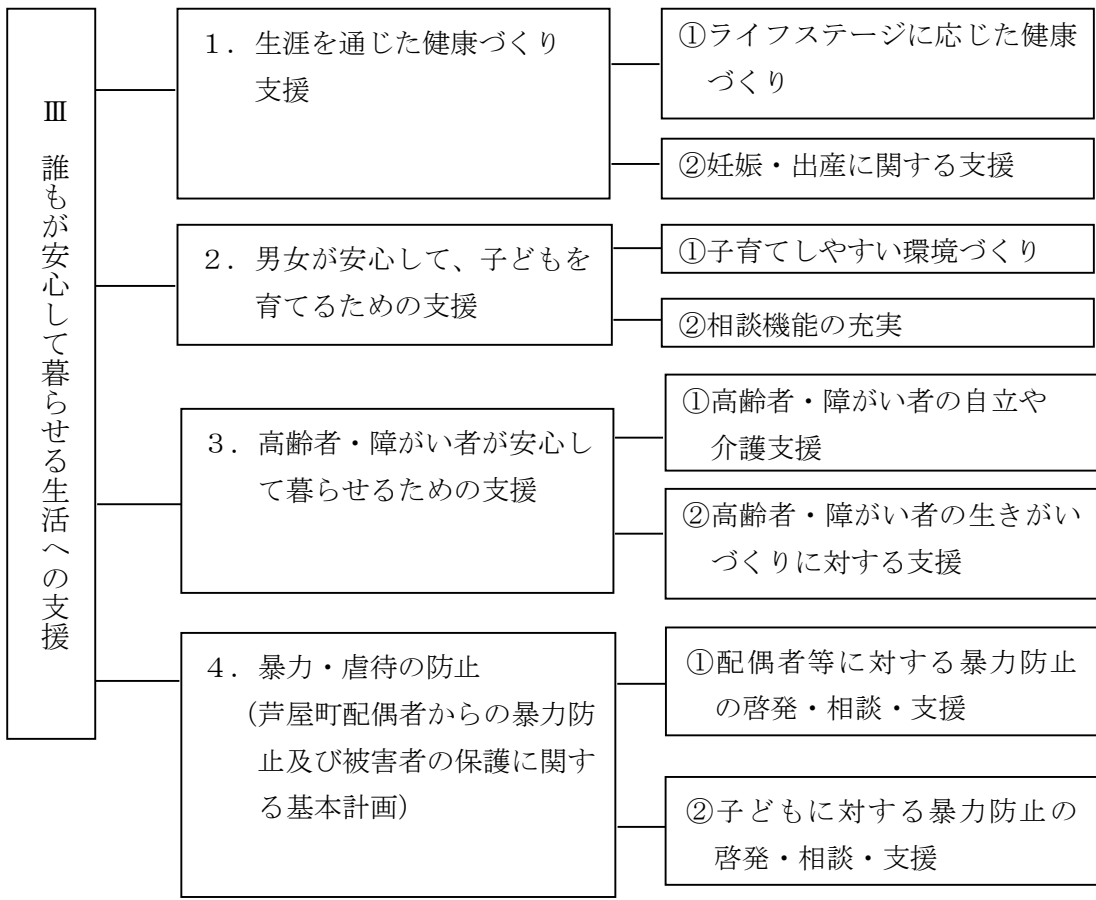 Ⅲ 誰もが安心して暮らせる生活への支援
１．生涯を通じた健康づくり
支援
①ライフステージに応じた健康
づくり
②妊娠・出産に関する支援
２．男女が安心して、子どもを
育てるための支援
①子育てしやすい環境づくり
②相談機能の充実
３．高齢者・障がい者が安心し
て暮らせるための支援
①高齢者・障がい者の自立や
介護支援
②高齢者・障がい者の生きがい
づくりに対する支援
４．暴力・虐待の防止
（芦屋町配偶者からの暴力防
止及び被害者の保護に関す
る基本計画）
①配偶者等に対する暴力防止
の啓発・相談・支援
②子どもに対する暴力防止の
啓発・相談・支援